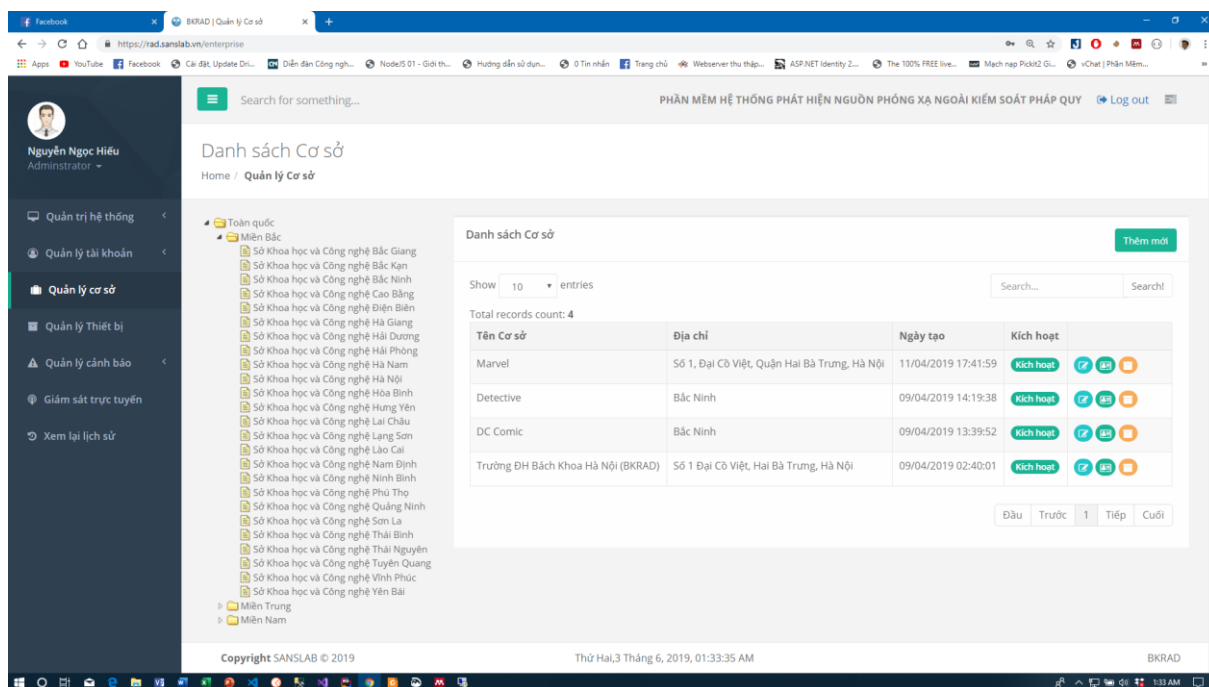 Facebook
BKRAD | Quản lý Cơ sở
https://rad.sanslab.vn/enterprise
Apps YouTube Facebook Cài đặt, Update Dri... Diễn đàn Công ngh... NodeJS 01 - Giới th... Hướng dẫn sử dụn... 0 Tin nhắn Trang chủ Webserver thu thập... ASP.NET Identity 2... The 100% FREE live... Mạch nạp Pickit2 Gi... vChat | Phần Mềm...
Search for something...
PHẦN MỀM HỆ THỐNG PHÁT HIỆN NGUỒN PHÓNG XẠ NGOÀI KIỂM SOÁT PHÁP QUY
Log out
Nguyễn Ngọc Hiếu
Adminstrator
Quản trị hệ thống
Quản lý tài khoản
Quản lý cơ sở
Quản lý Thiết bị
Quản lý cảnh báo
Giám sát trực tuyến
Xem lại lịch sử
Danh sách Cơ sở
Home / Quản lý Cơ sở
Toàn quốc
Miền Bắc
Sở Khoa học và Công nghệ Bắc Giang
Sở Khoa học và Công nghệ Bắc Kạn
Sở Khoa học và Công nghệ Bắc Ninh
Sở Khoa học và Công nghệ Cao Bằng
Sở Khoa học và Công nghệ Điện Biên
Sở Khoa học và Công nghệ Hà Giang
Sở Khoa học và Công nghệ Hải Dương
Sở Khoa học và Công nghệ Hải Phòng
Sở Khoa học và Công nghệ Hà Nam
Sở Khoa học và Công nghệ Hà Nội
Sở Khoa học và Công nghệ Hòa Bình
Sở Khoa học và Công nghệ Hưng Yên
Sở Khoa học và Công nghệ Lai Châu
Sở Khoa học và Công nghệ Lạng Sơn
Sở Khoa học và Công nghệ Lào Cai
Sở Khoa học và Công nghệ Nam Định
Sở Khoa học và Công nghệ Ninh Bình
Sở Khoa học và Công nghệ Phú Thọ
Sở Khoa học và Công nghệ Quảng Ninh
Sở Khoa học và Công nghệ Sơn La
Sở Khoa học và Công nghệ Thái Bình
Sở Khoa học và Công nghệ Thái Nguyên
Sở Khoa học và Công nghệ Tuyên Quang
Sở Khoa học và Công nghệ Vĩnh Phúc
Sở Khoa học và Công nghệ Yên Bái
Miền Trung
Miền Nam
Danh sách Cơ sở
Thêm mới
Show 10 entries
Search... Search!
Total records count: 4
Tên Cơ sở Địa chỉ Ngày tạo Kích hoạt
Marvel Số 1, Đại Cồ Việt, Quận Hai Bà Trưng, Hà Nội 11/04/2019 17:41:59 Kích hoạt
Detective Bắc Ninh 09/04/2019 14:19:38 Kích hoạt
DC Comic Bắc Ninh 09/04/2019 13:39:52 Kích hoạt
Trường ĐH Bách Khoa Hà Nội (BKRAD) Số 1 Đại Cồ Việt, Hai Bà Trưng, Hà Nội 09/04/2019 02:40:01 Kích hoạt
Đầu Trước 1 Tiếp Cuối
Copyright SANSLAB © 2019
Thứ Hai,3 Tháng 6, 2019, 01:33:35 AM
BKRAD
1:33 AM